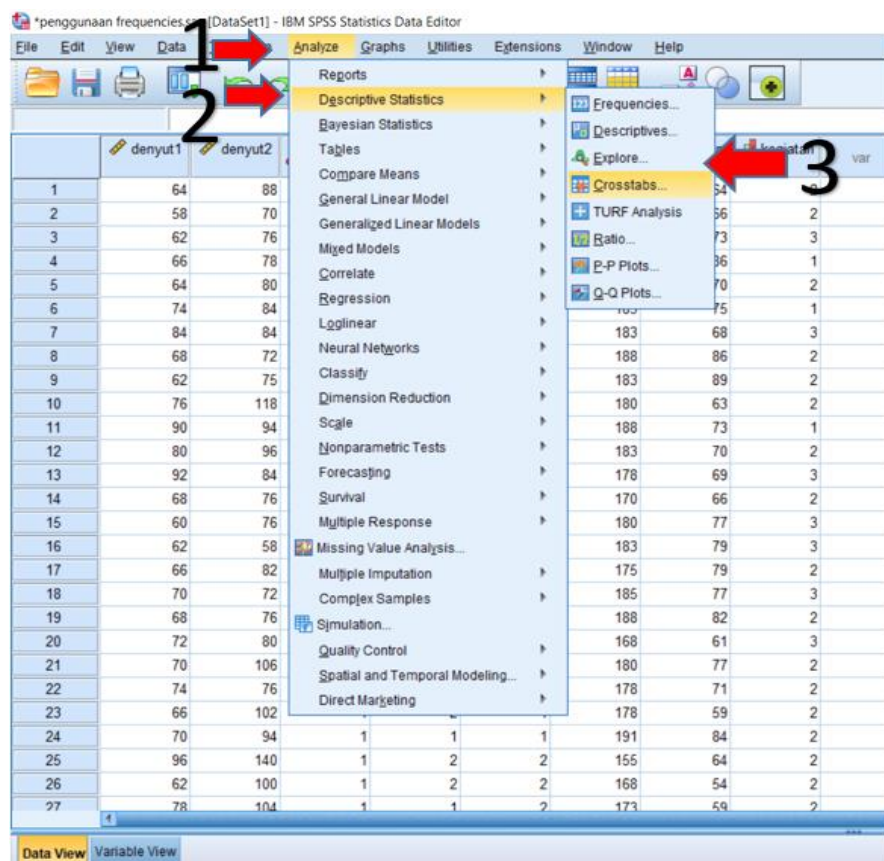 *penggunaan frequencies.sa [DataSet1] - IBM SPSS Statistics Data Editor
File Edit View Data Analyze Graphs Utilities Extensions Window Help
1
2
3
Reports
Descriptive Statistics
Bayesian Statistics
Tables
Compare Means
General Linear Model
Generalized Linear Models
Mixed Models
Correlate
Regression
Loglinear
Neural Networks
Classify
Dimension Reduction
Scale
Nonparametric Tests
Forecasting
Survival
Multiple Response
Missing Value Analysis...
Multiple Imputation
Complex Samples
Simulation...
Quality Control
Spatial and Temporal Modeling...
Direct Marketing
Frequencies...
Descriptives...
Explore...
Crosstabs...
TURF Analysis
Ratio...
P-P Plots...
Q-Q Plots...
denyut1 denyut2 kegiatan var
1 64 88
2 58 70 66 2
3 62 76 73 3
4 66 78 86 1
5 64 80 70 2
6 74 84 75 1
7 84 84 183 68 3
8 68 72 188 86 2
9 62 75 183 89 2
10 76 118 180 63 2
11 90 94 188 73 1
12 80 96 183 70 2
13 92 84 178 69 3
14 68 76 170 66 2
15 60 76 180 77 3
16 62 58 183 79 3
17 66 82 175 79 2
18 70 72 185 77 3
19 68 76 188 82 2
20 72 80 168 61 3
21 70 106 180 77 2
22 74 76 178 71 2
23 66 102 178 59 2
24 70 94 1 1 1 191 84 2
25 96 140 1 2 2 155 64 2
26 62 100 1 2 2 168 54 2
27 78 104 1 1 2 173 59 2
Data View Variable View